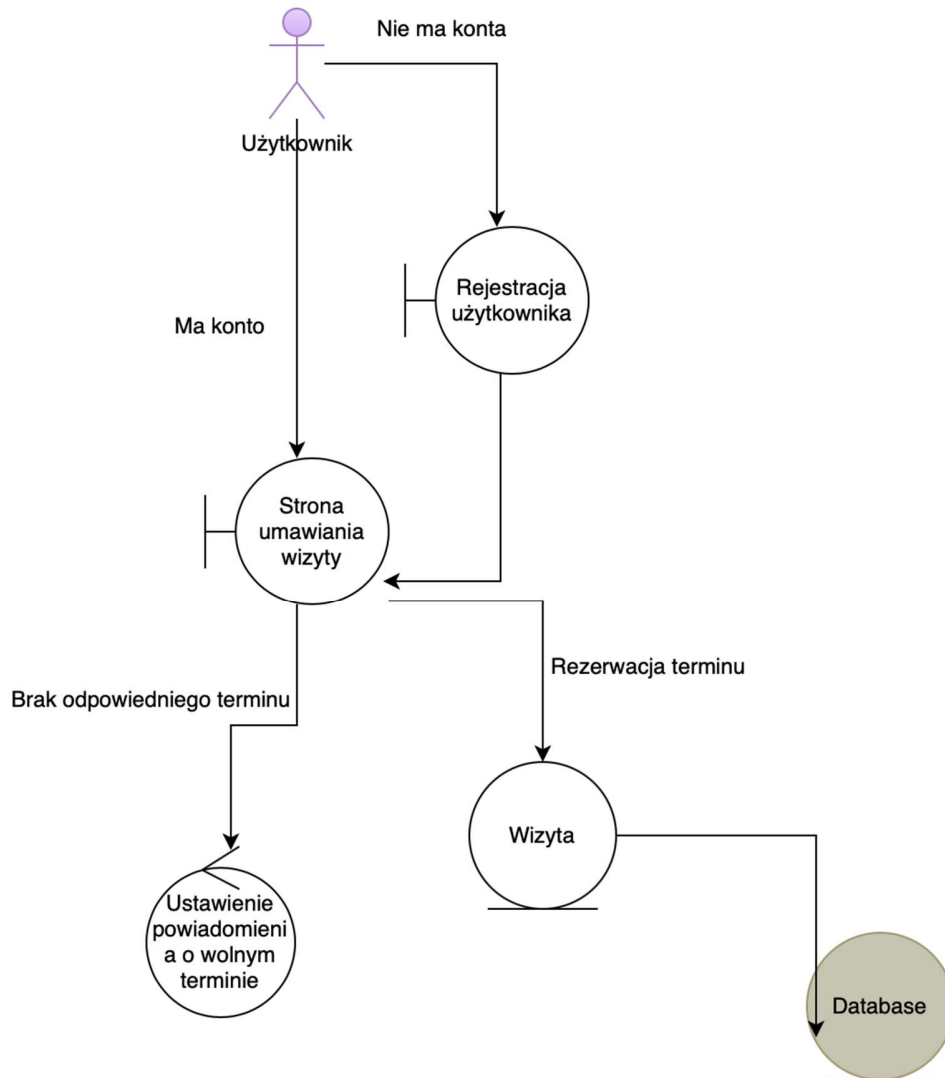 Nie ma konta
Użytkownik
Rejestracja
użytkownika
Ma konto
Strona
umawiania
wizyty
Rezerwacja terminu
Brak odpowiedniego terminu
Wizyta
Ustawienie
powiadomieni
a o wolnym
terminie
Database